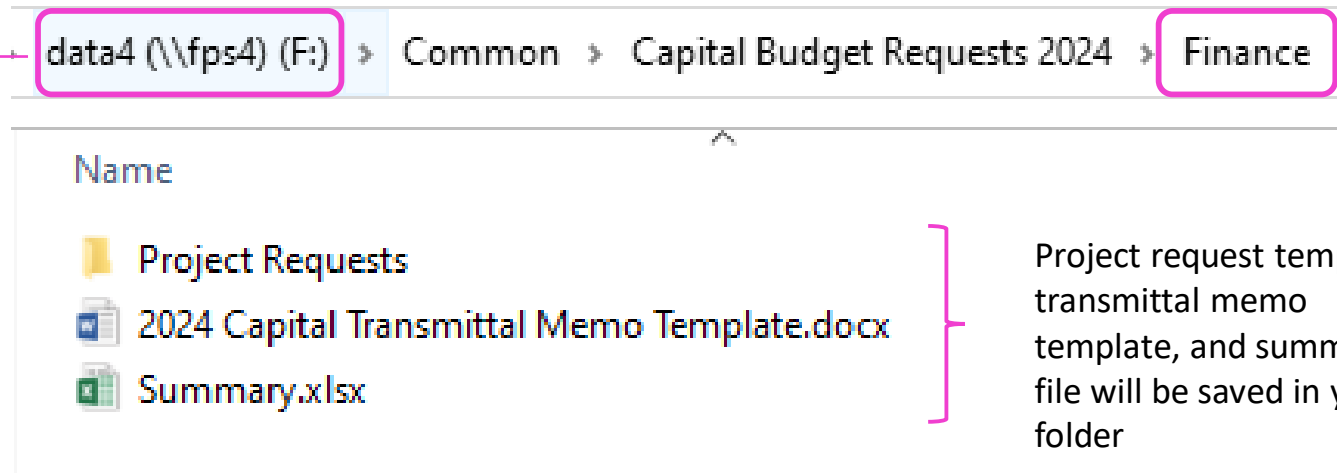 data4 (\\fps4) (F:) > Common > Capital Budget Requests 2024 > Finance
Name
Project Requests
2024 Capital Transmittal Memo Template.docx
Summary.xlsx
Project request tem
transmittal memo
template, and summ
file will be saved in
folder